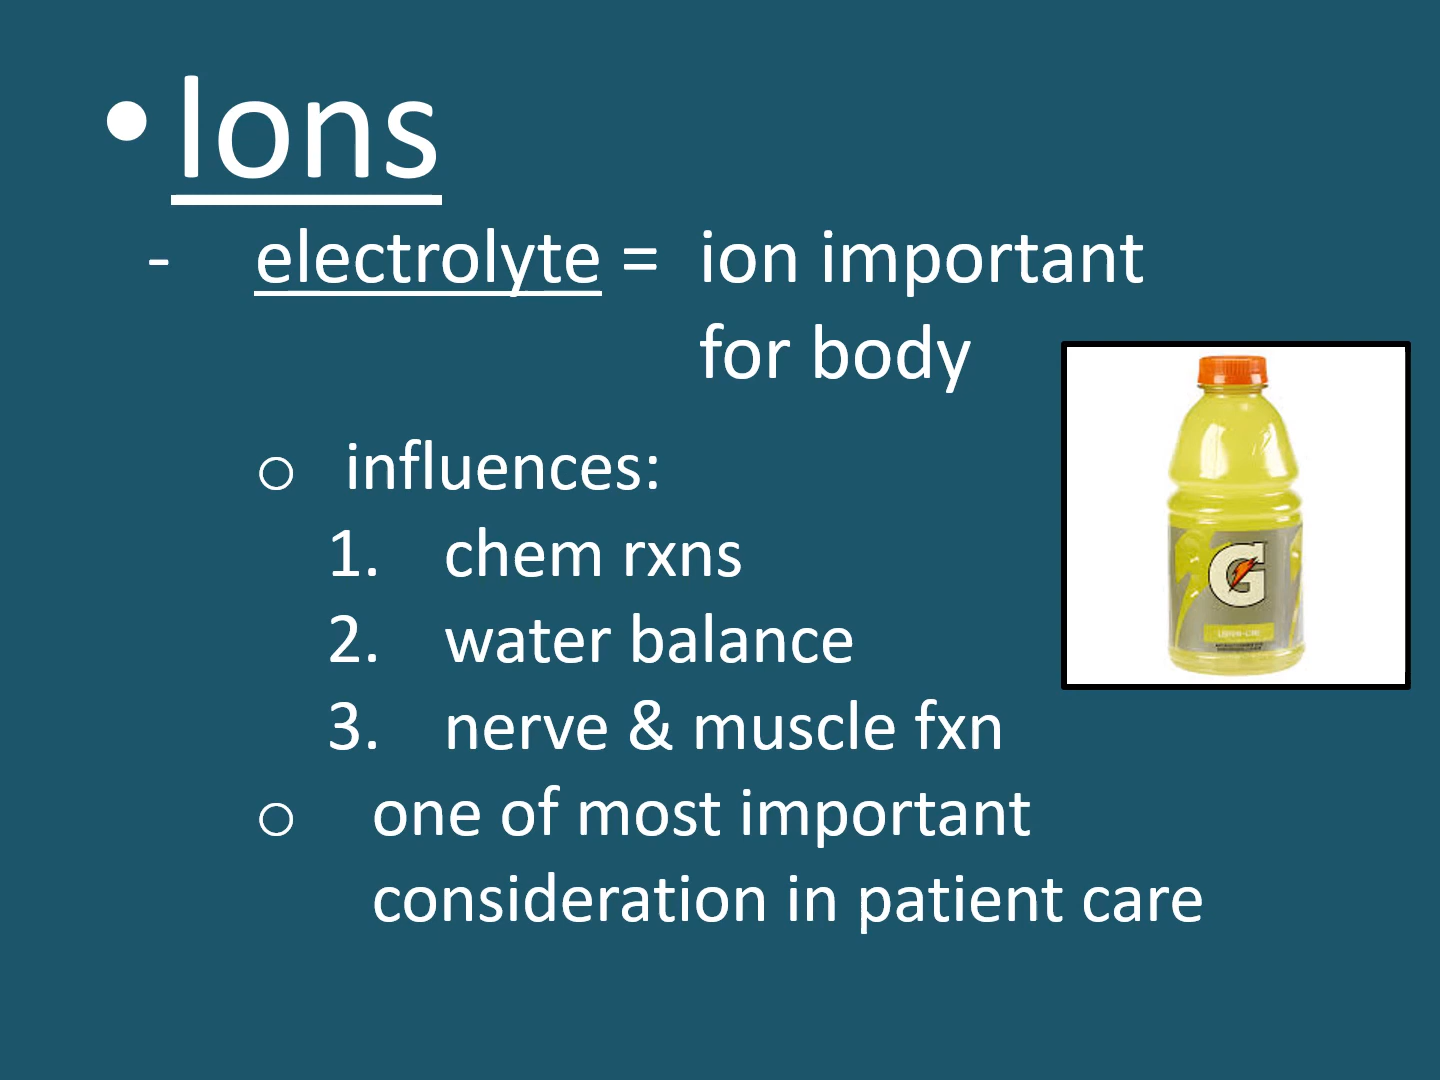 • Ions
- electrolyte = ion important
for body
o influences:
1. chem rxns
2. water balance
3. nerve & muscle fxn
o one of most important
consideration in patient care
G